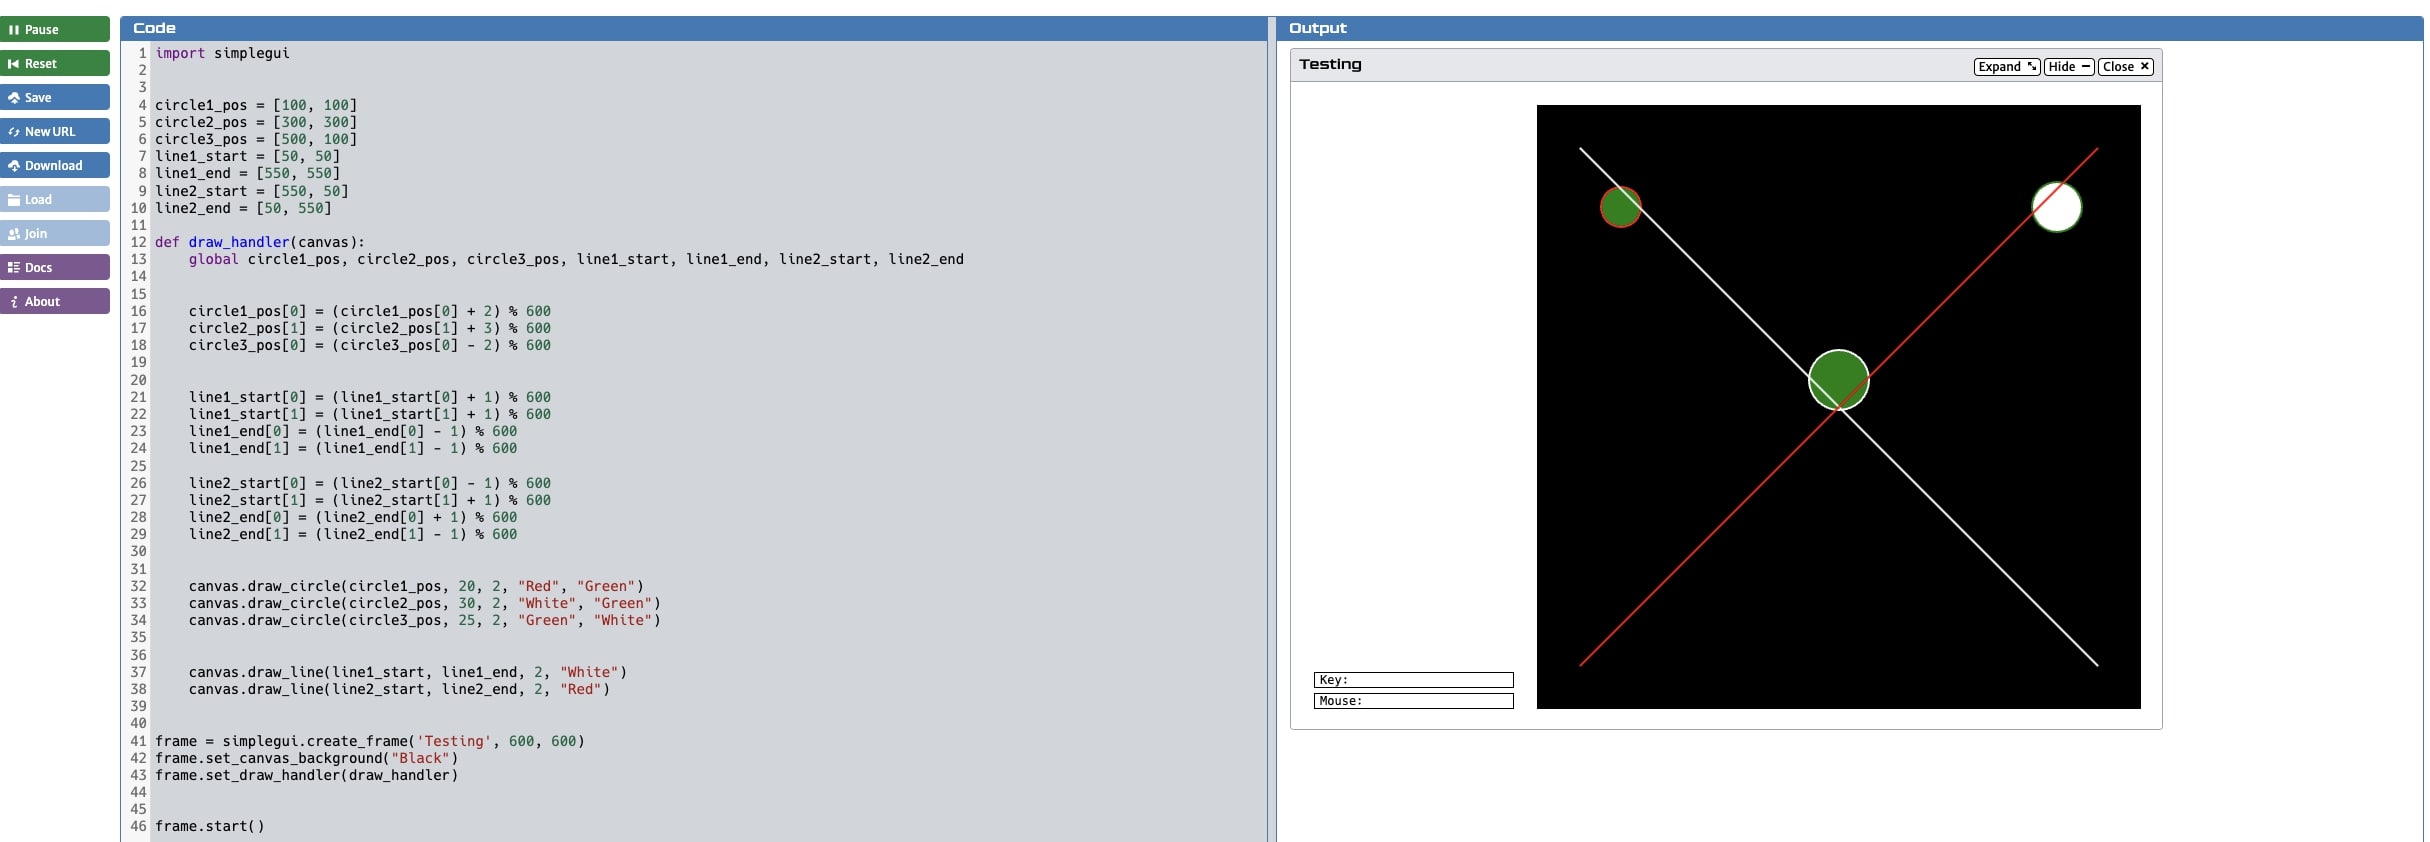 Pause
Reset
Save
New URL
Download
Load
Join
Docs
About
Code
1 import simplegui
2
3
4 circle1_pos = [100, 100]
5 circle2_pos = [300, 300]
6 circle3_pos = [500, 100]
7 line1_start = [50, 50]
8 line1_end = [550, 550]
9 line2_start = [550, 50]
10 line2_end = [50, 550]
11
12 def draw_handler(canvas):
13     global circle1_pos, circle2_pos, circle3_pos, line1_start, line1_end, line2_start, line2_end
14
15
16     circle1_pos[0] = (circle1_pos[0] + 2) % 600
17     circle2_pos[1] = (circle2_pos[1] + 3) % 600
18     circle3_pos[0] = (circle3_pos[0] - 2) % 600
19
20
21     line1_start[0] = (line1_start[0] + 1) % 600
22     line1_start[1] = (line1_start[1] + 1) % 600
23     line1_end[0] = (line1_end[0] - 1) % 600
24     line1_end[1] = (line1_end[1] - 1) % 600
25
26     line2_start[0] = (line2_start[0] - 1) % 600
27     line2_start[1] = (line2_start[1] + 1) % 600
28     line2_end[0] = (line2_end[0] + 1) % 600
29     line2_end[1] = (line2_end[1] - 1) % 600
30
31
32     canvas.draw_circle(circle1_pos, 20, 2, "Red", "Green")
33     canvas.draw_circle(circle2_pos, 30, 2, "White", "Green")
34     canvas.draw_circle(circle3_pos, 25, 2, "Green", "White")
35
36
37     canvas.draw_line(line1_start, line1_end, 2, "White")
38     canvas.draw_line(line2_start, line2_end, 2, "Red")
39
40
41 frame = simplegui.create_frame('Testing', 600, 600)
42 frame.set_canvas_background("Black")
43 frame.set_draw_handler(draw_handler)
44
45
46 frame.start()
Output
Testing
Expand Hide Close
Key:
Mouse: